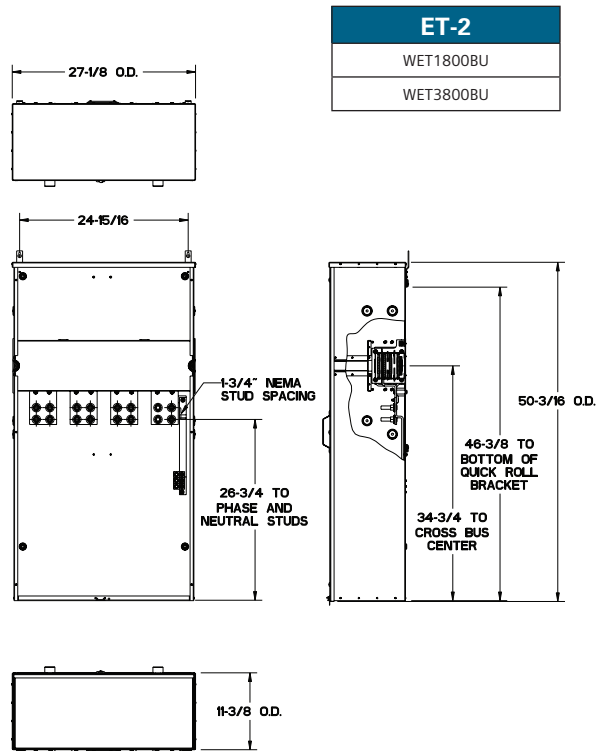 ET-2
WET1800BU
WET3800BU
27-1/8 O.D.
24-15/16
1-3/4" NEMA
STUD SPACING
26-3/4 TO
PHASE AND
NEUTRAL STUDS
50-3/16 O.D.
46-3/8 TO
BOTTOM OF
QUICK ROLL
BRACKET
34-3/4 TO
CROSS BUS
CENTER
11-3/8 O.D.